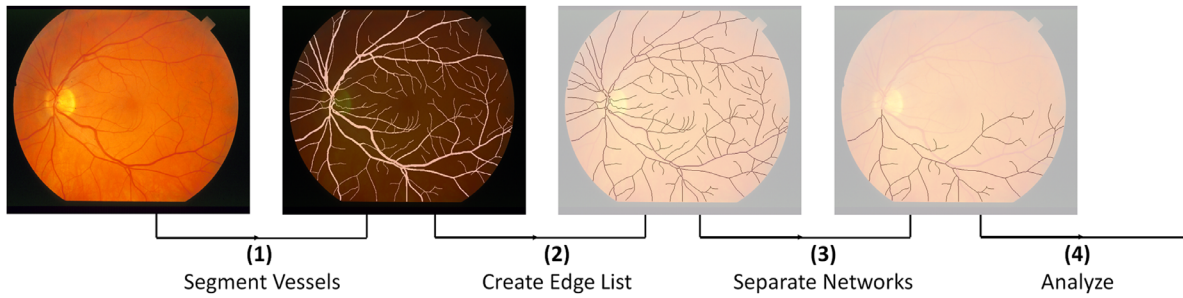 (1) (2) (3) (4)
Segment Vessels Create Edge List Separate Networks Analyze